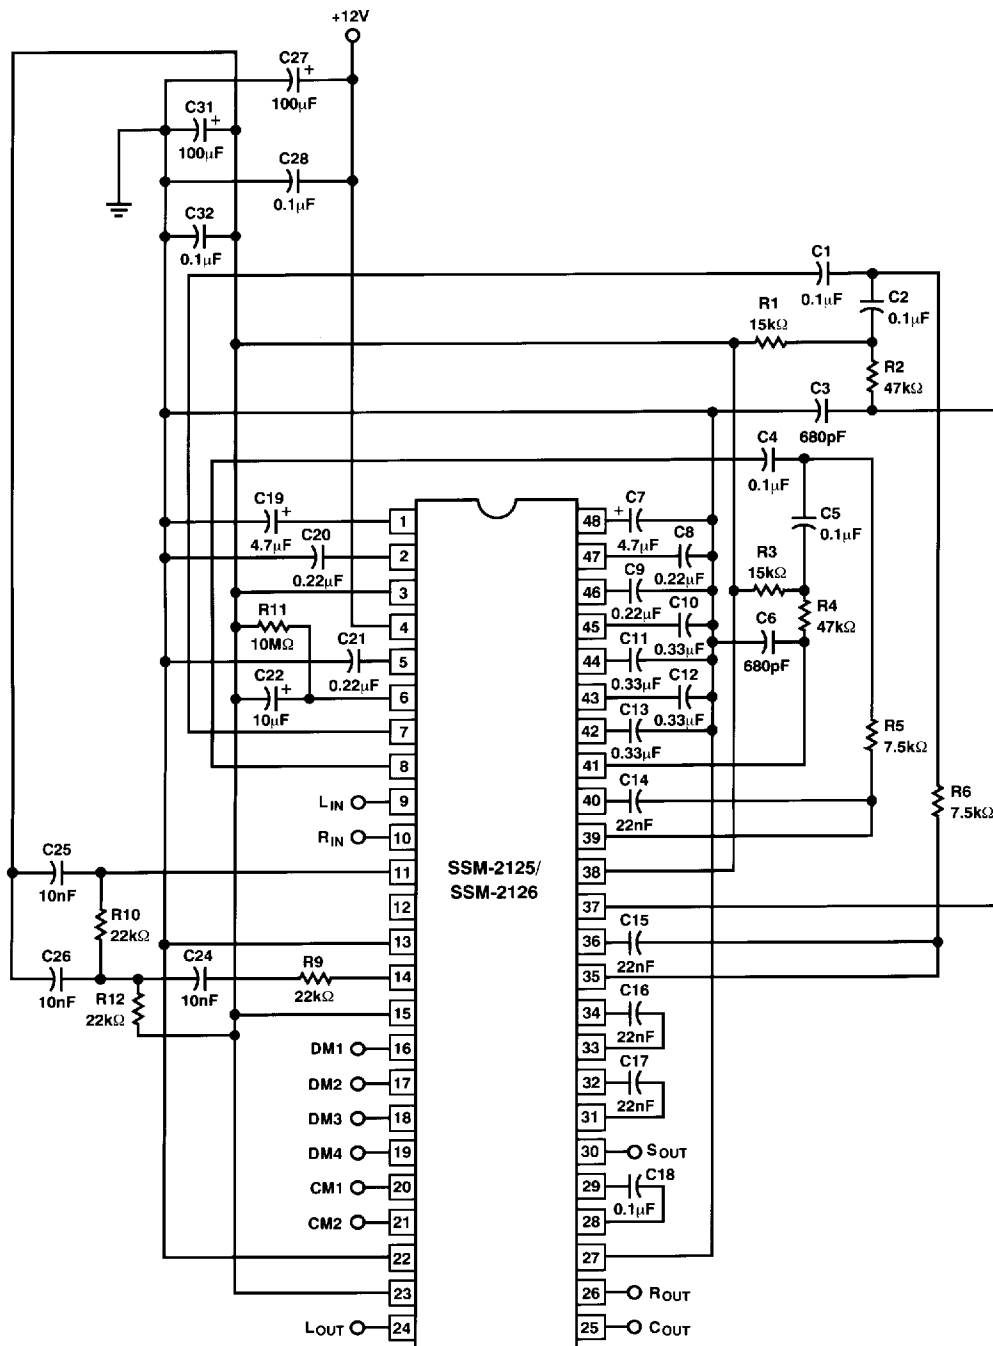 +12V
C27
+
100µF
C31
+
100µF
C28
0.1µF
C32
0.1µF
C1
0.1µF
C2
0.1µF
R1
15kΩ
R2
47kΩ
C3
680pF
C4
0.1µF
C5
0.1µF
R3
15kΩ
R4
47kΩ
C6
680pF
R5
7.5kΩ
R6
7.5kΩ
C19
+
4.7µF
C20
0.22µF
R11
10MΩ
C21
0.22µF
C22
+
10µF
LIN
RIN
C25
10nF
R10
22kΩ
C26
10nF
R12
22kΩ
C24
10nF
R9
22kΩ
DM1
DM2
DM3
DM4
CM1
CM2
LOUT
1
2
3
4
5
6
7
8
9
10
11
12
13
14
15
16
17
18
19
20
21
22
23
24
SSM-2125/
SSM-2126
48
47
46
45
44
43
42
41
40
39
38
37
36
35
34
33
32
31
30
29
28
27
26
25
+
C7
4.7µF
C8
0.22µF
C9
0.22µF
C10
0.33µF
C11
0.33µF
C12
0.33µF
C13
0.33µF
C14
22nF
C15
22nF
C16
22nF
C17
22nF
SOUT
C18
0.1µF
ROUT
COUT